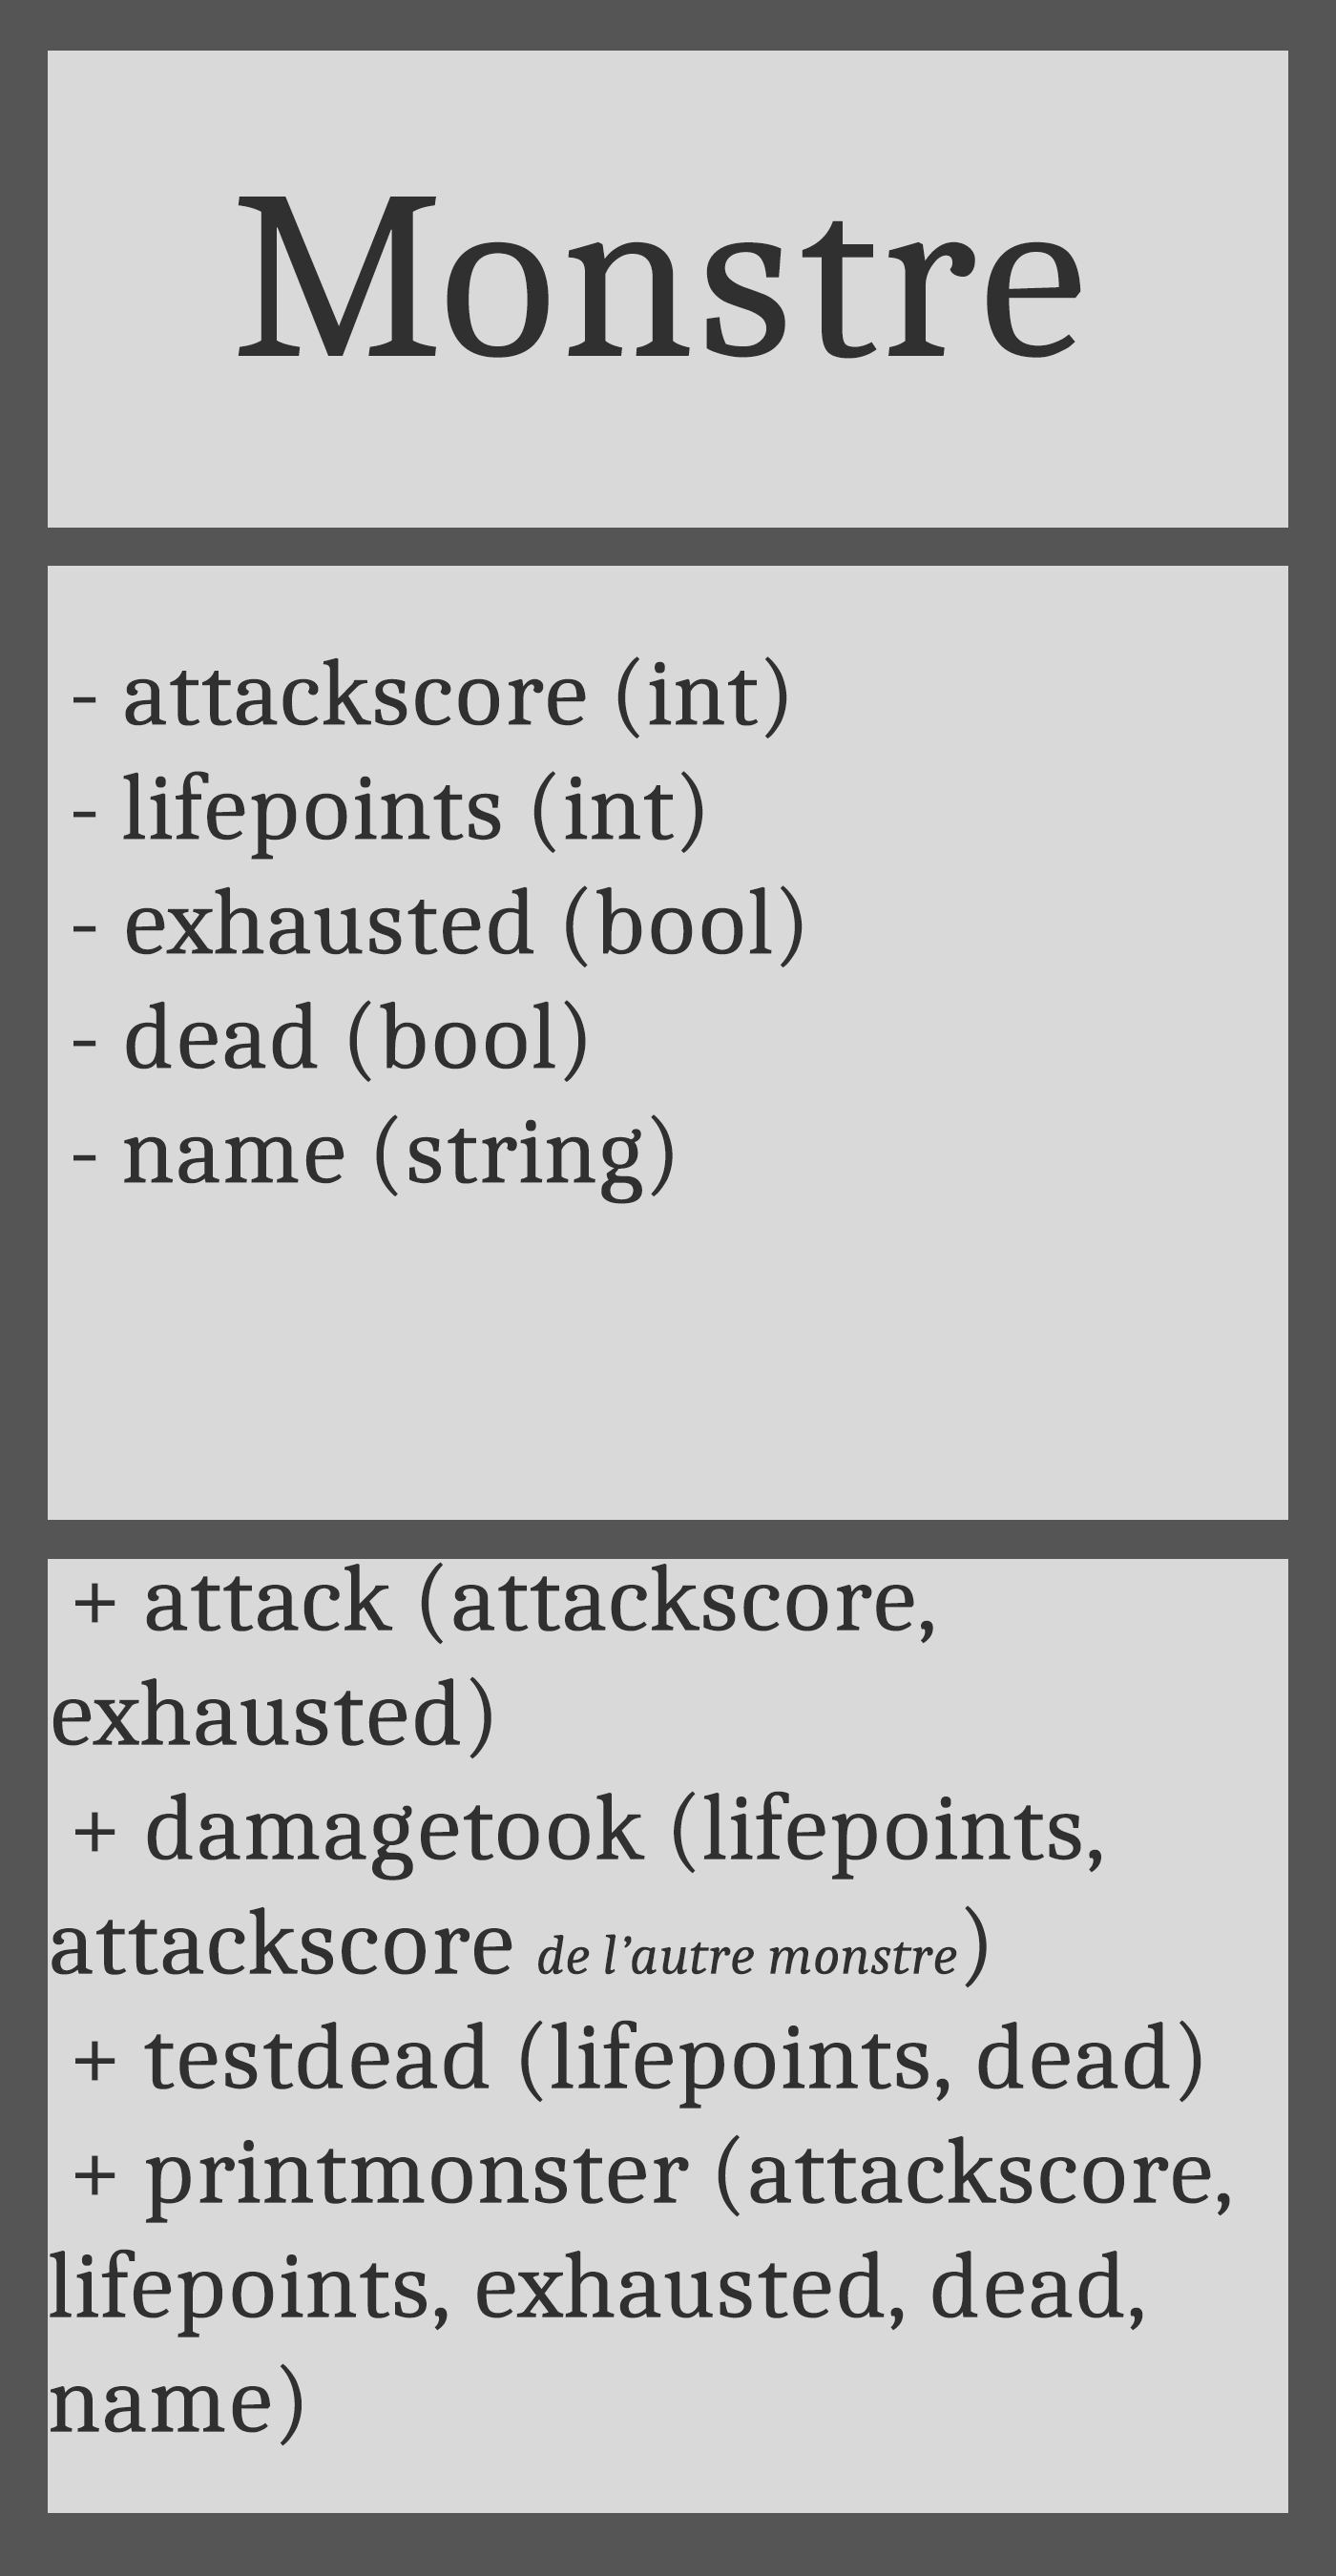 Monstre
- attackscore (int)
- lifepoints (int)
- exhausted (bool)
- dead (bool)
- name (string)
+ attack (attackscore,
exhausted)
+ damagetook (lifepoints,
attackscore de l’autre monstre)
+ testdead (lifepoints, dead)
+ printmonster (attackscore,
lifepoints, exhausted, dead,
name)